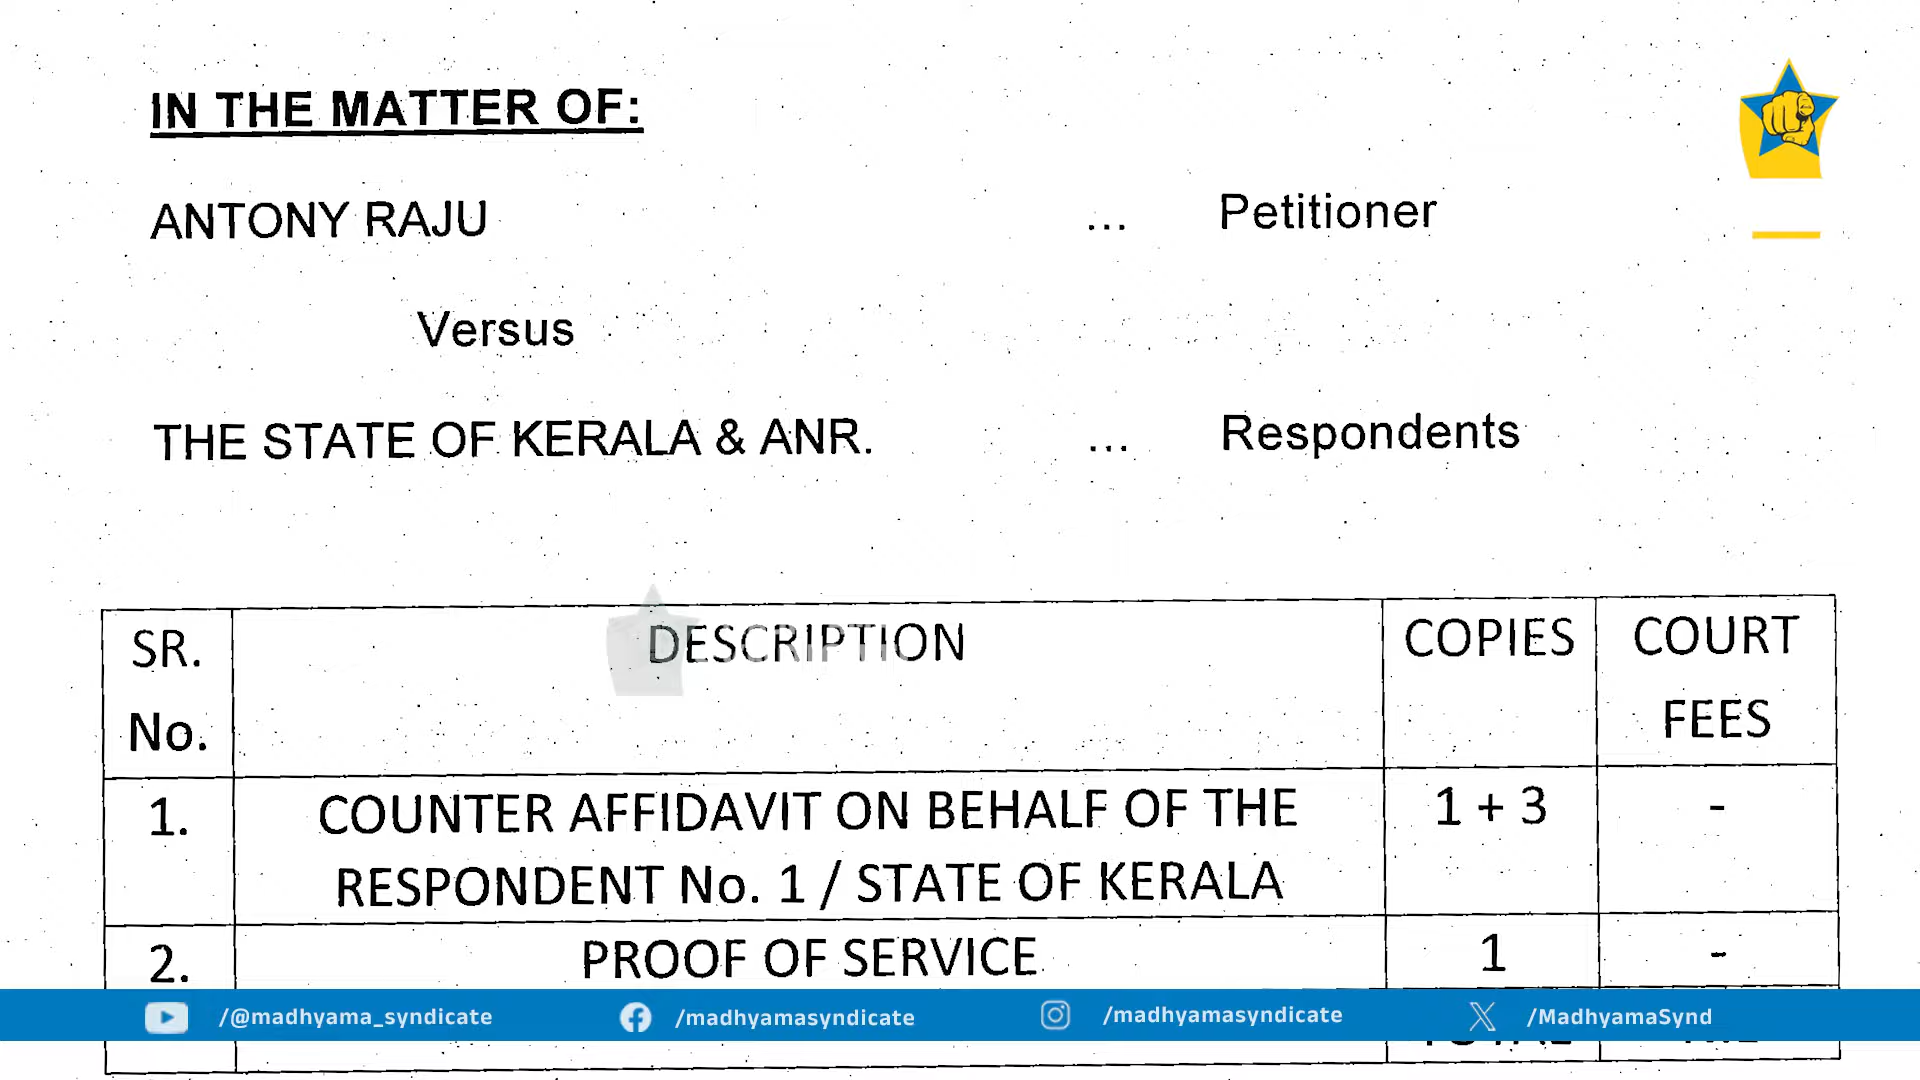 IN THE MATTER OF:
ANTONY RAJU ... Petitioner
Versus
THE STATE OF KERALA & ANR. ... Respondents
SR. No. DESCRIPTION COPIES COURT FEES
1. COUNTER AFFIDAVIT ON BEHALF OF THE 1 + 3 -
RESPONDENT No. 1 / STATE OF KERALA
2. PROOF OF SERVICE 1 -
/@madhyama_syndicate /madhyamasyndicate /madhyamasyndicate /MadhyamaSynd